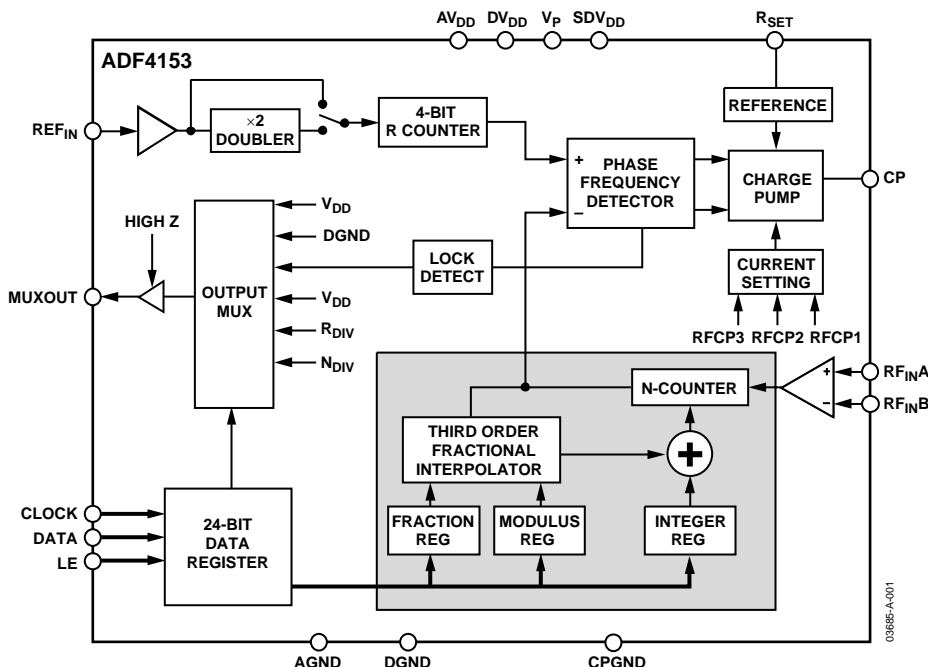 AVDD DVDD VP SDVDD RSET
ADF4153
REFIN
×2
DOUBLER
4-BIT
R COUNTER
REFERENCE
+
−
PHASE
FREQUENCY
DETECTOR
CHARGE
PUMP
CP
HIGH Z
MUXOUT
OUTPUT
MUX
VDD
DGND
LOCK
DETECT
VDD
RDIV
NDIV
CURRENT
SETTING
RFCP3 RFCP2 RFCP1
N-COUNTER
+
−
RFINA
RFINB
THIRD ORDER
FRACTIONAL
INTERPOLATOR
+
CLOCK
DATA
LE
24-BIT
DATA
REGISTER
FRACTION
REG
MODULUS
REG
INTEGER
REG
AGND DGND CPGND
03685-A-001